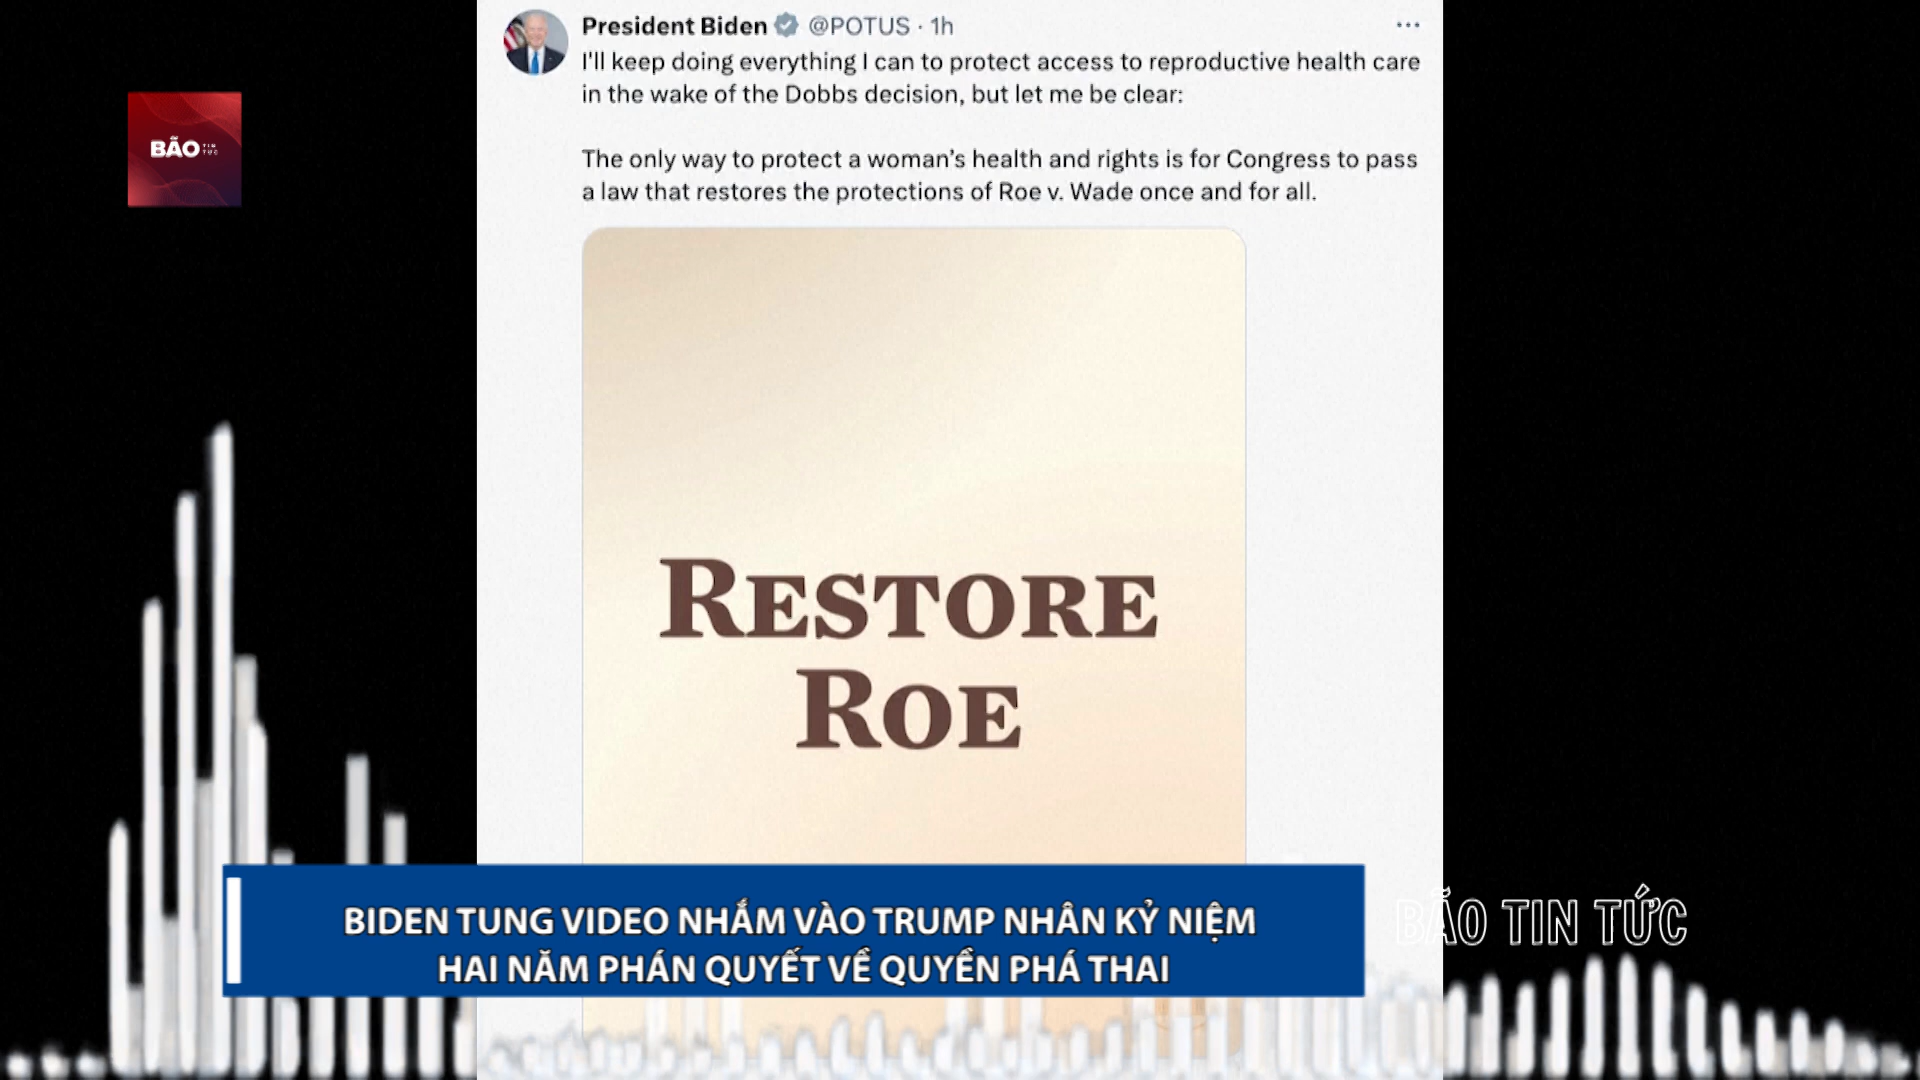 President Biden @POTUS · 1h
I'll keep doing everything I can to protect access to reproductive health care
in the wake of the Dobbs decision, but let me be clear:
The only way to protect a woman’s health and rights is for Congress to pass
a law that restores the protections of Roe v. Wade once and for all.
BÃO TIN TỨC
RESTORE
ROE
BIDEN TUNG VIDEO NHẮM VÀO TRUMP NHÂN KỶ NIỆM
HAI NĂM PHÁN QUYẾT VỀ QUYỀN PHÁ THAI
BÃO TIN TỨC